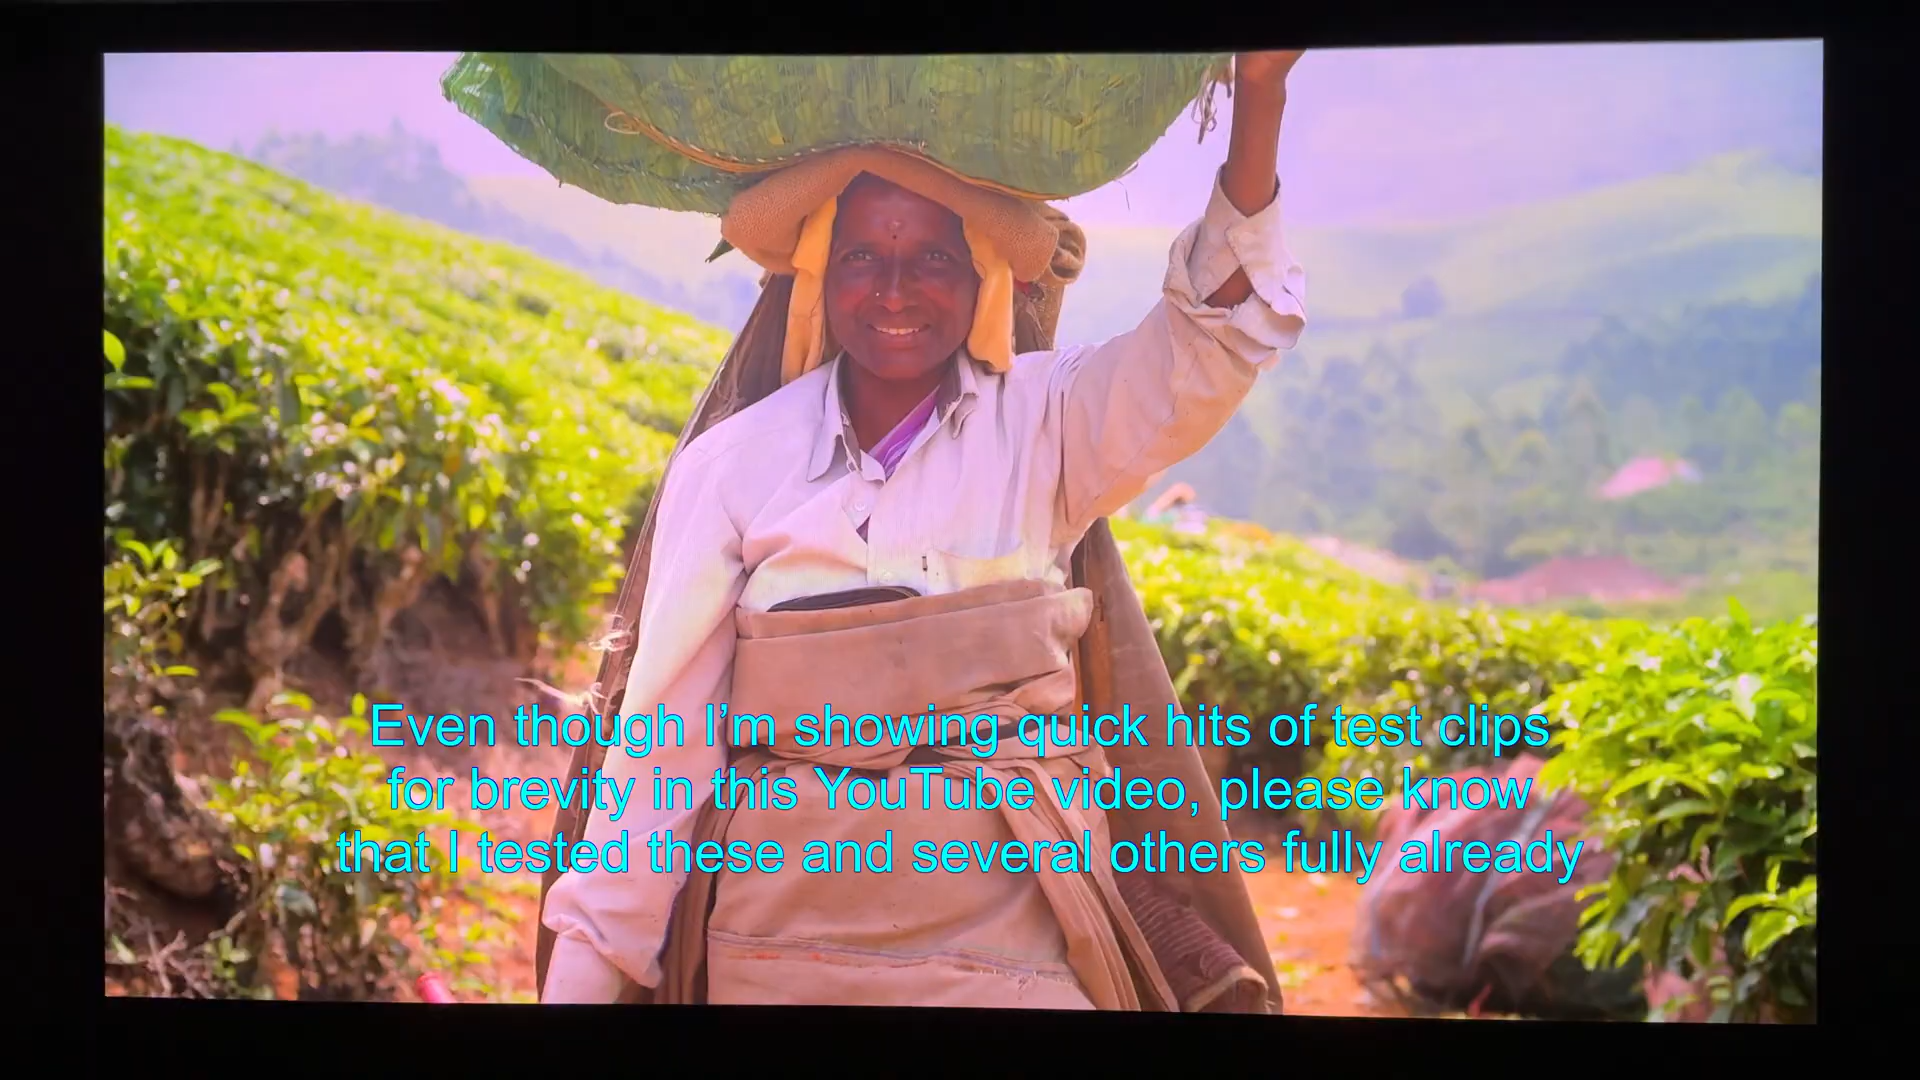 Even though I’m showing quick hits of test clips
for brevity in this YouTube video, please know
that I tested these and several others fully already